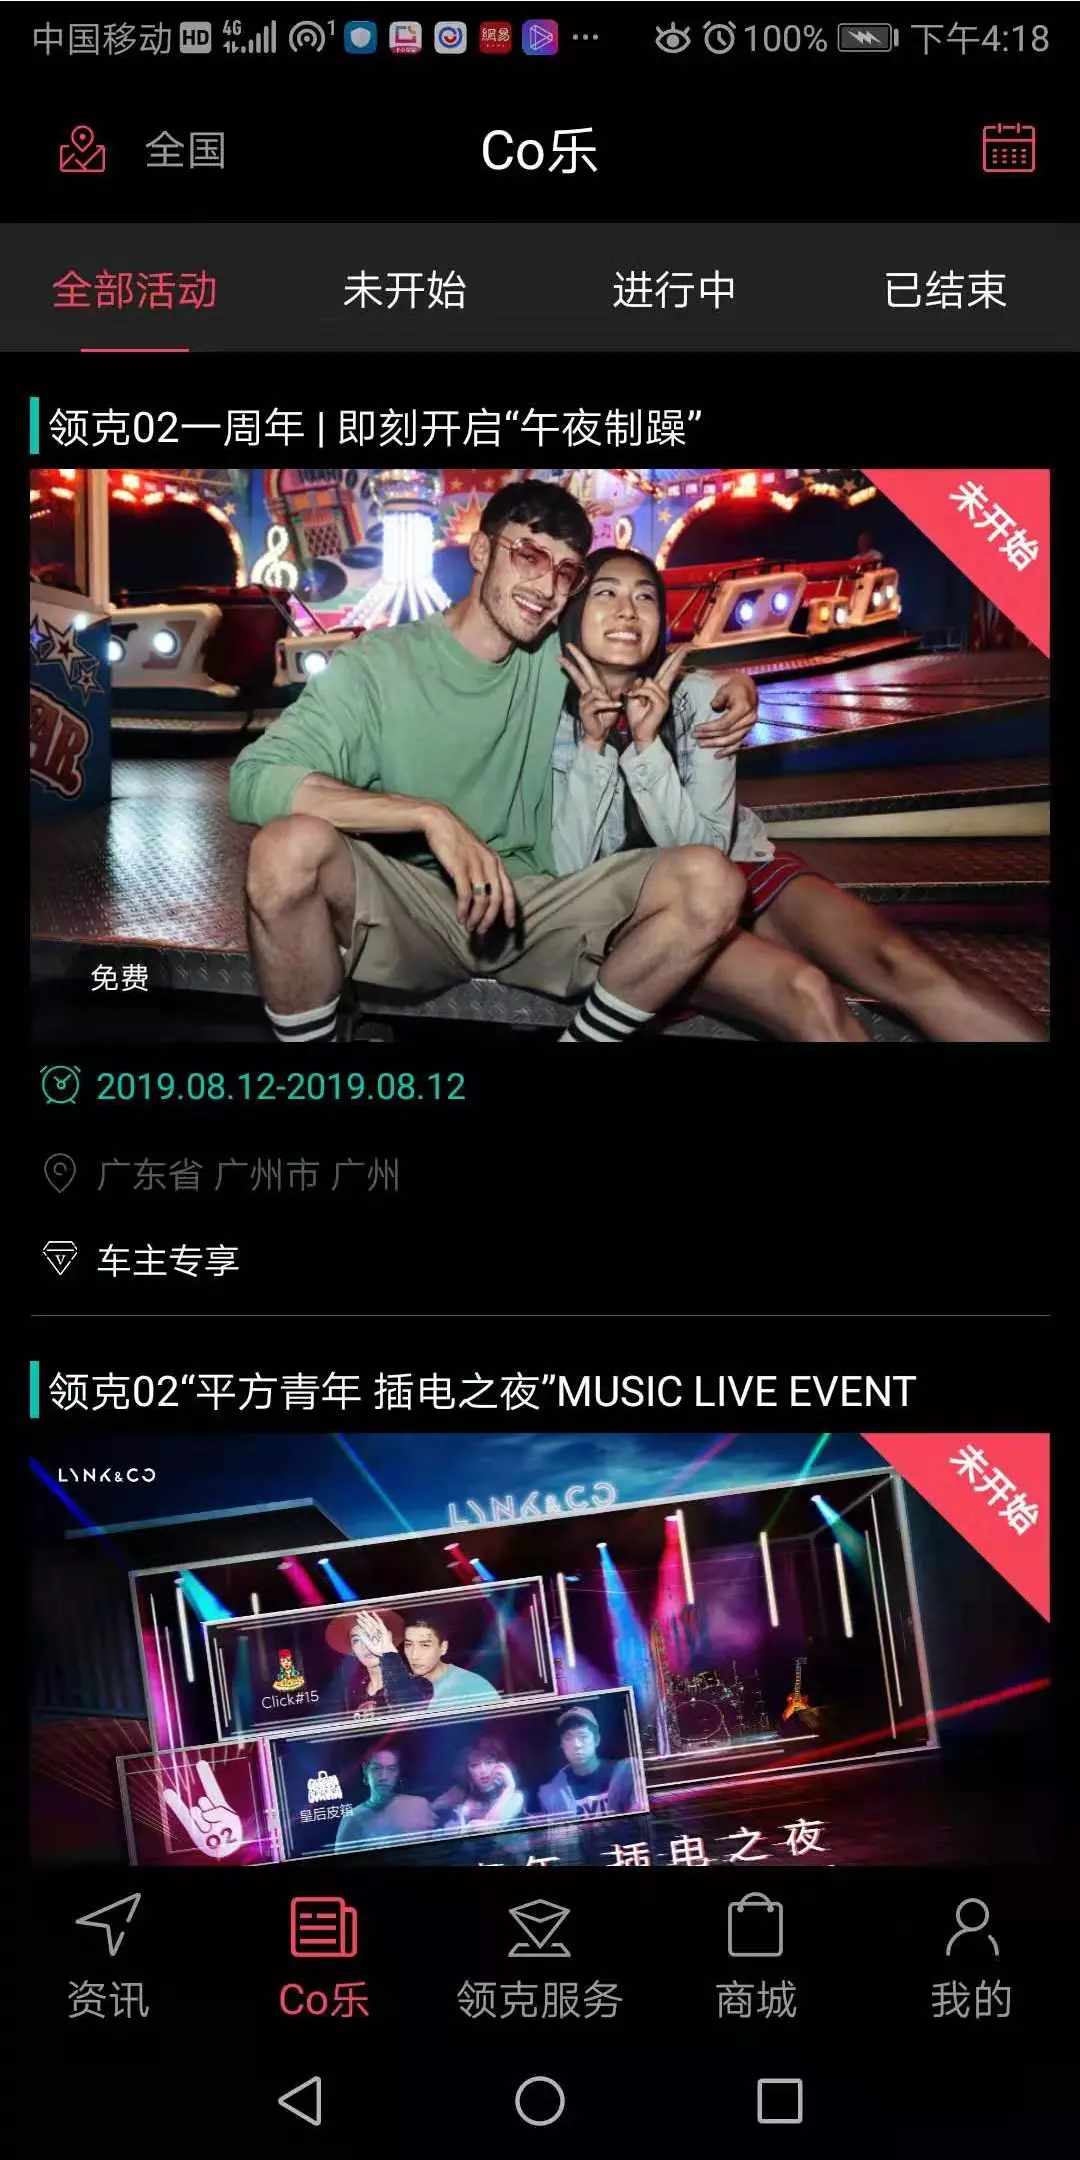 中国移动 HD 4G 1 網易 ··· 100% 下午4:18
全国 Co乐
全部活动 未开始 进行中 已结束
领克02一周年 | 即刻开启“午夜制躁”
未开始
免费
2019.08.12-2019.08.12
广东省 广州市 广州
V 车主专享
领克02“平方青年 插电之夜”MUSIC LIVE EVENT
未开始
LYNK&CO
LYNK&CO
Click#15
皇后皮箱
02
插电之夜
资讯 Co乐 领克服务 商城 我的